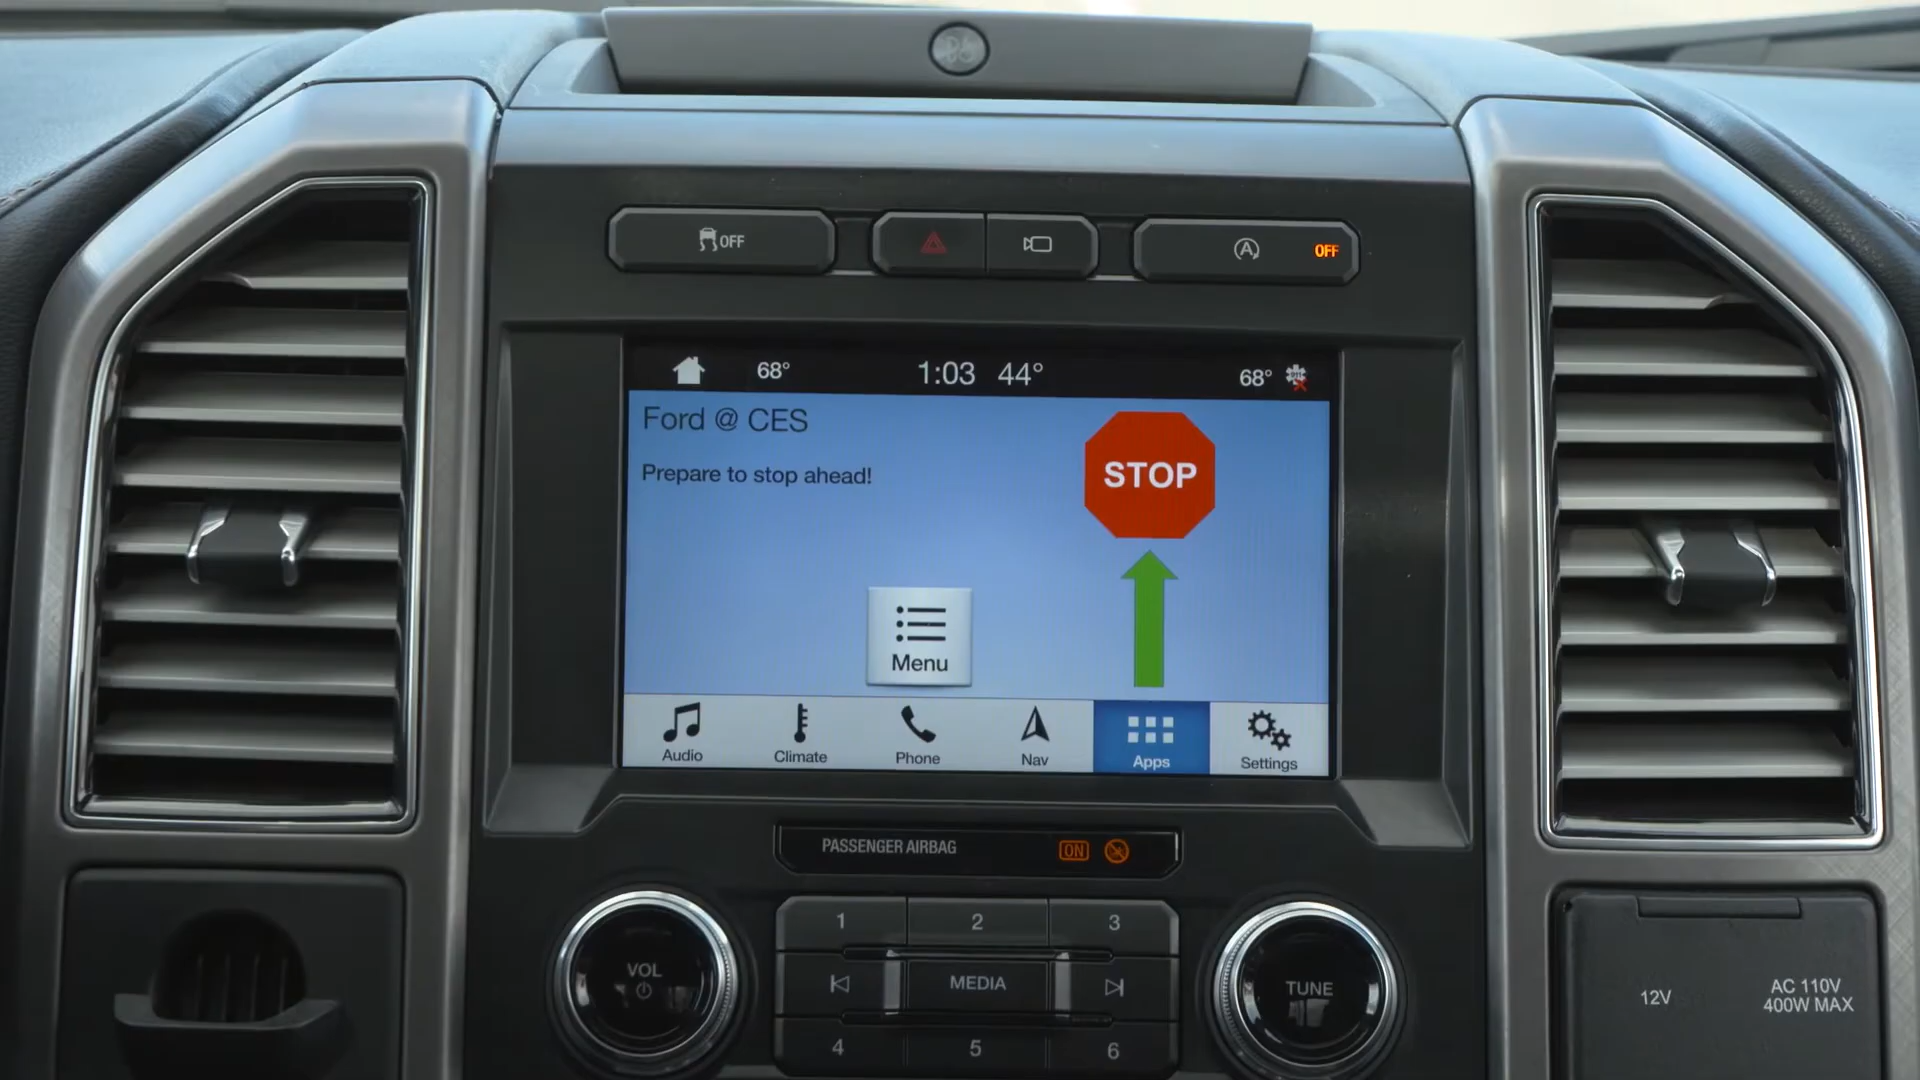 OFF
A OFF
68° 1:03 44° 68° 911
Ford @ CES
STOP
Prepare to stop ahead!
Menu
Audio Climate Phone Nav Apps Settings
PASSENGER AIRBAG ON
1 2 3
VOL MEDIA TUNE
4 5 6
12V
AC 110V
400W MAX